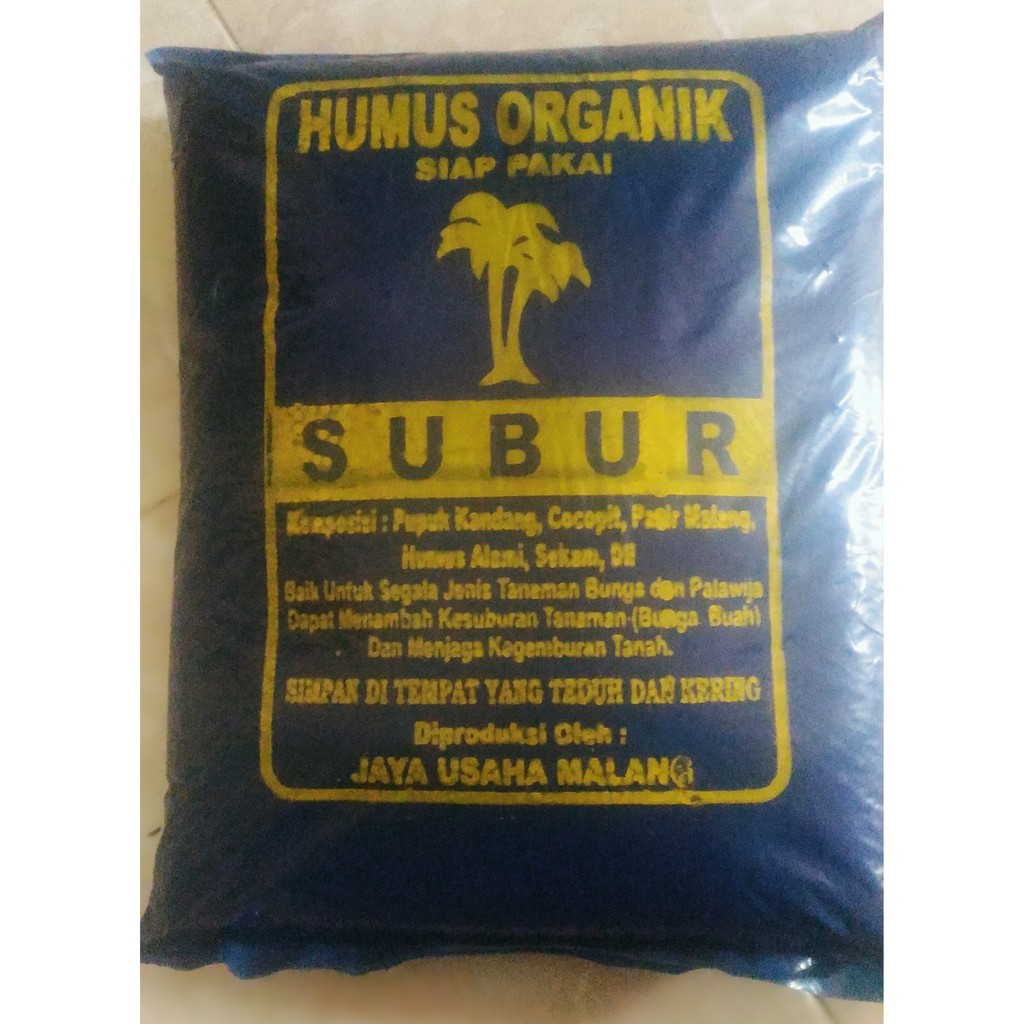 HUMUS ORGANIK
SIAP PAKAI
SUBUR
Komposisi : Pupuk Kandang, Cocopit, Pasir Malang,
Humus Alami, Sekam, Dll
Baik Untuk Segala Jenis Tanaman Bunga dan Palawija
Dapat Menambah Kesuburan Tanaman (Bunga Buah)
Dan Menjaga Kegemburan Tanah.
SIMPAN DI TEMPAT YANG TEDUH DAN KERING
Diproduksi Oleh :
JAYA USAHA MALANG